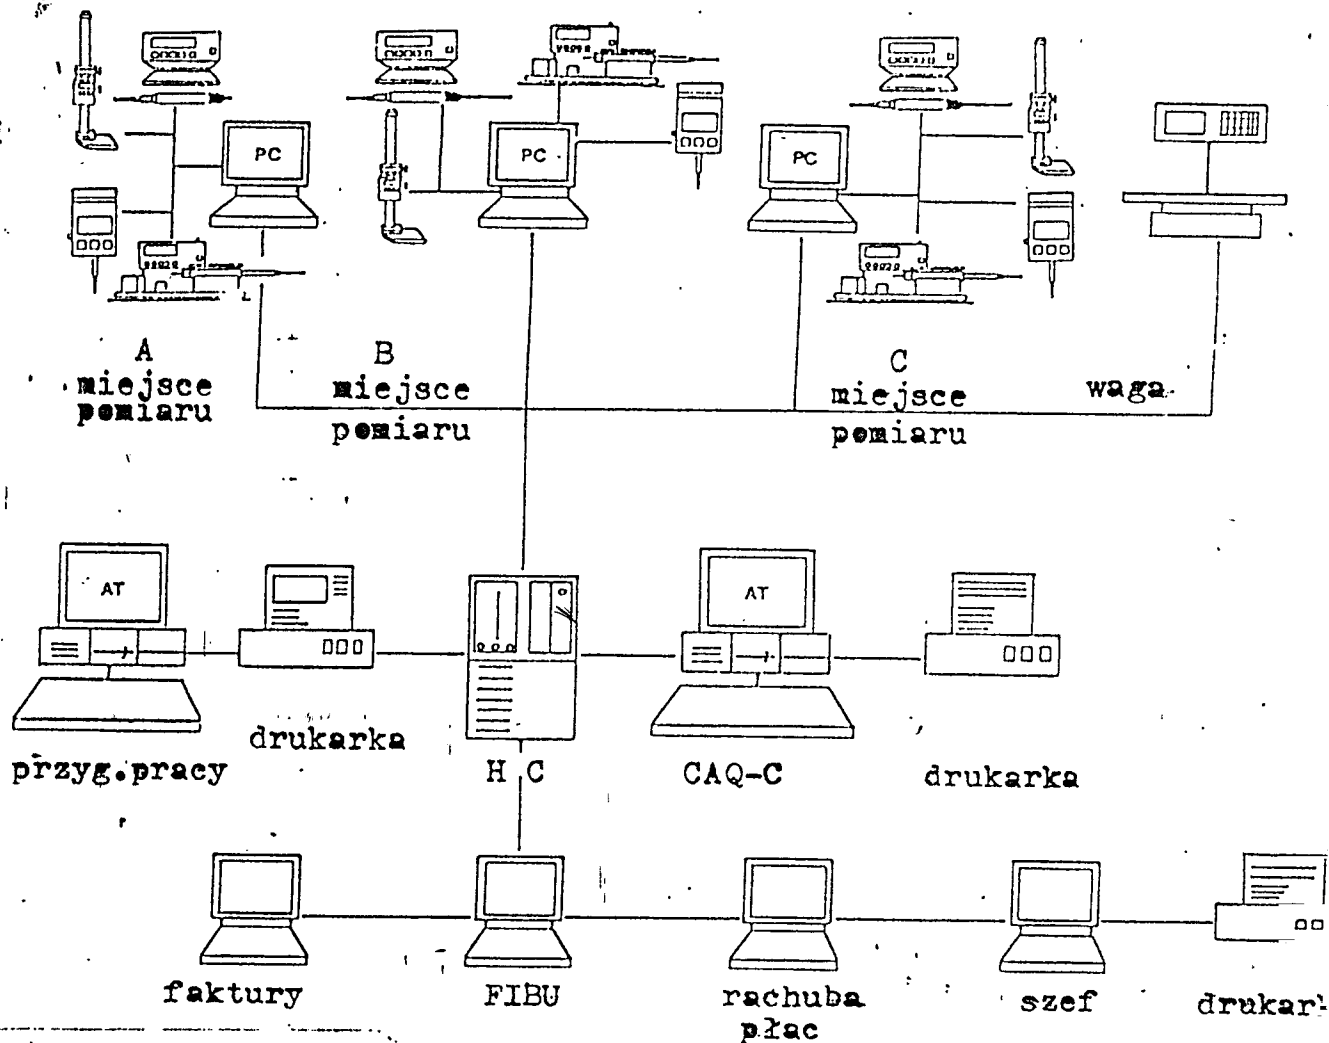 PC
PC
PC
A
miejsce
pomiaru
B
miejsce
pomiaru
C
miejsce
pomiaru
waga
AT
AT
przyg.pracy
drukarka
H C
CAQ-C
drukarka
faktury
FIBU
rachuba
płac
szef
drukar